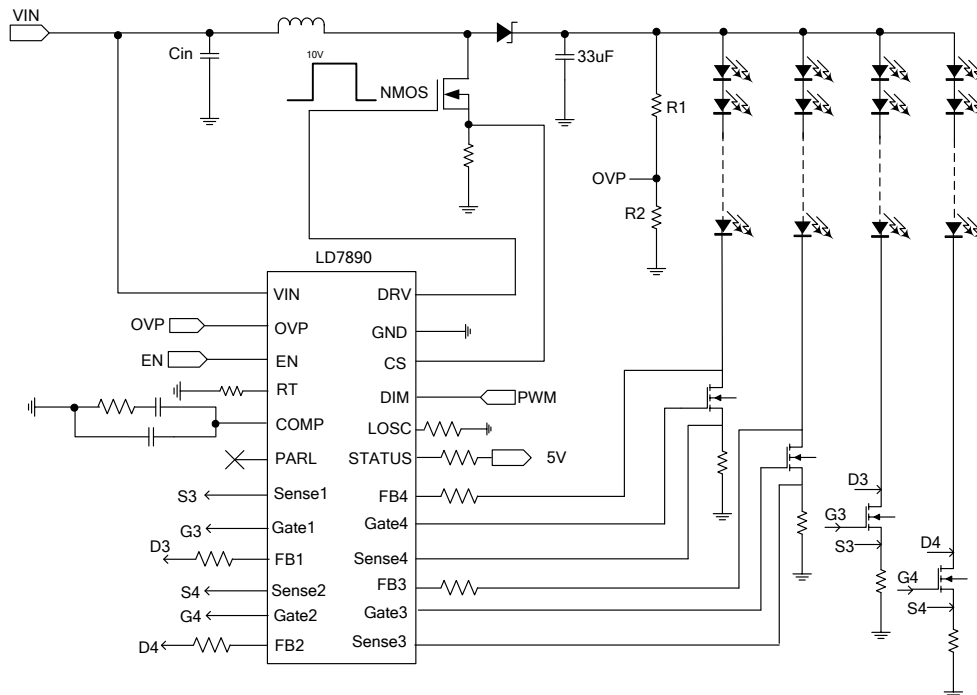 VIN
Cin
10V
NMOS
33uF
R1
OVP
R2
LD7890
VIN
DRV
OVP
OVP
GND
EN
EN
CS
RT
DIM
PWM
COMP
LOSC
PARL
STATUS
5V
S3
Sense1
FB4
G3
Gate1
Gate4
D3
FB1
Sense4
S4
Sense2
FB3
G4
Gate2
Gate3
D4
FB2
Sense3
D3
G3
S3
D4
G4
S4